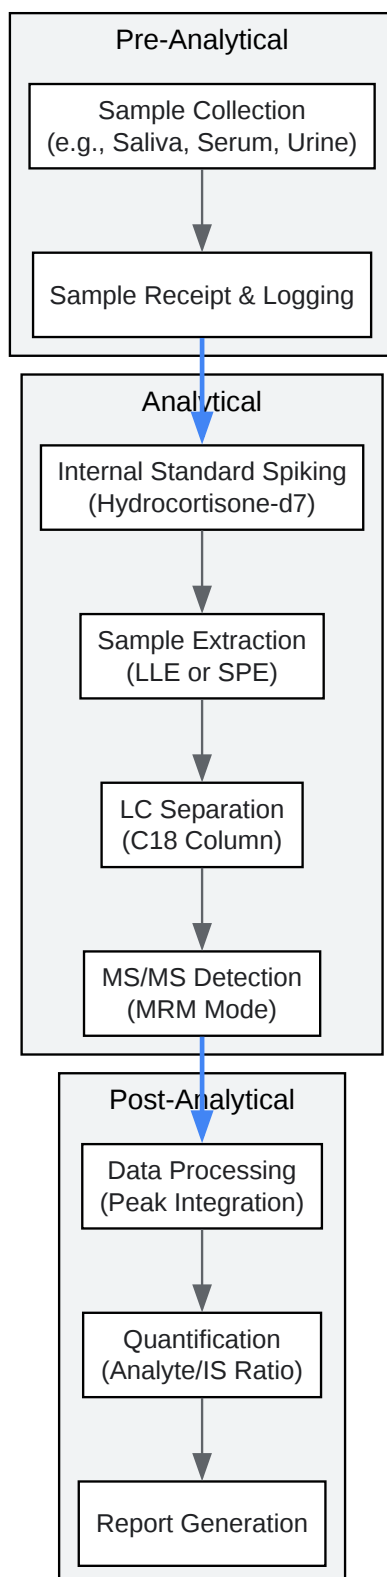 Pre-Analytical
Sample Collection
(e.g., Saliva, Serum, Urine)
Sample Receipt & Logging
Analytical
Internal Standard Spiking
(Hydrocortisone-d7)
Sample Extraction
(LLE or SPE)
LC Separation
(C18 Column)
MS/MS Detection
(MRM Mode)
Post-Analytical
Data Processing
(Peak Integration)
Quantification
(Analyte/IS Ratio)
Report Generation